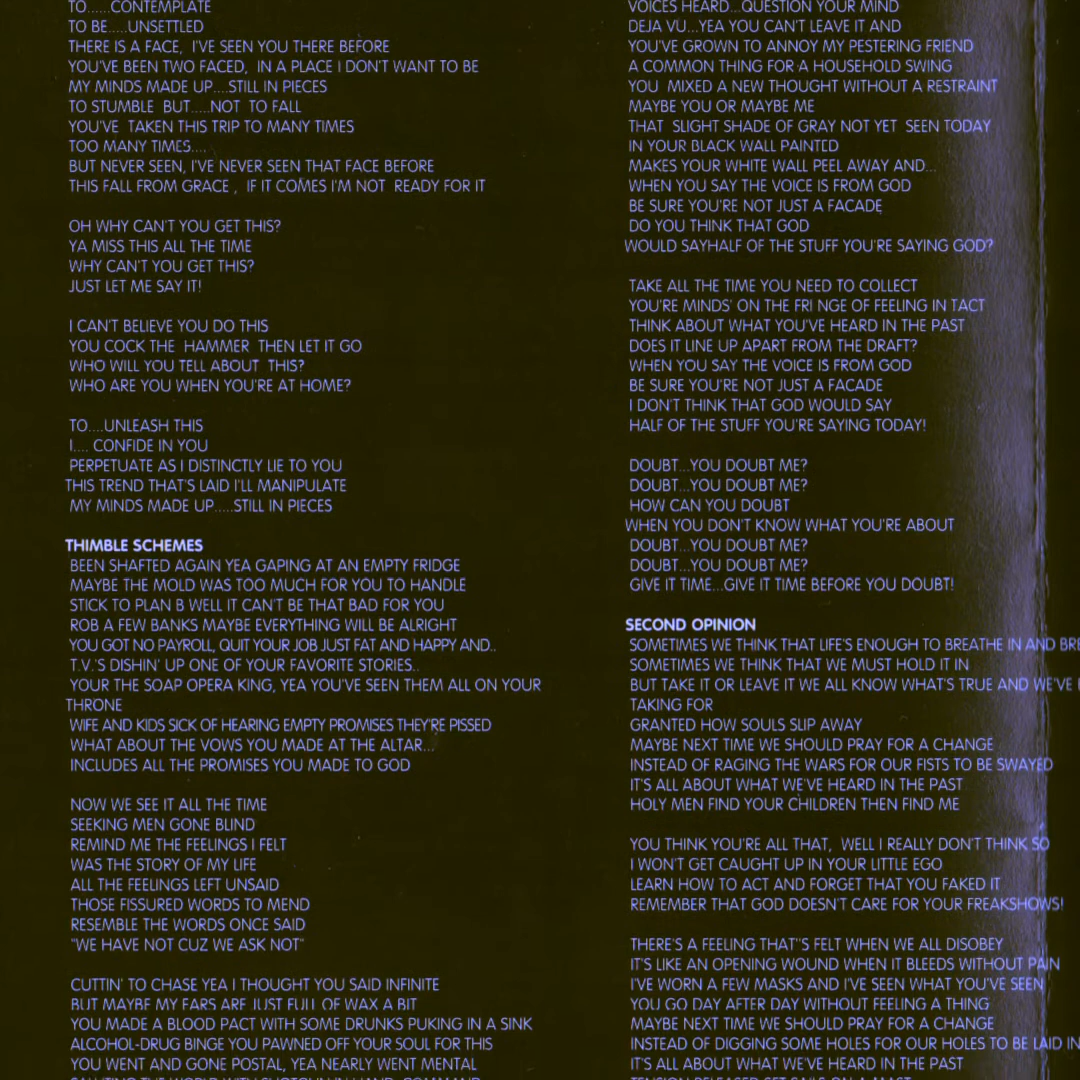 TO......CONTEMPLATE
TO BE.....UNSETTLED
THERE IS A FACE, I'VE SEEN YOU THERE BEFORE
YOU'VE BEEN TWO FACED, IN A PLACE I DON'T WANT TO BE
MY MINDS MADE UP....STILL IN PIECES
TO STUMBLE BUT.....NOT TO FALL
YOU'VE TAKEN THIS TRIP TO MANY TIMES
TOO MANY TIMES....
BUT NEVER SEEN, I'VE NEVER SEEN THAT FACE BEFORE
THIS FALL FROM GRACE , IF IT COMES I'M NOT READY FOR IT

OH WHY CAN'T YOU GET THIS?
YA MISS THIS ALL THE TIME
WHY CAN'T YOU GET THIS?
JUST LET ME SAY IT!

I CAN'T BELIEVE YOU DO THIS
YOU COCK THE HAMMER THEN LET IT GO
WHO WILL YOU TELL ABOUT THIS?
WHO ARE YOU WHEN YOU'RE AT HOME?

TO....UNLEASH THIS
I.... CONFIDE IN YOU
PERPETUATE AS I DISTINCTLY LIE TO YOU
THIS TREND THAT'S LAID I'LL MANIPULATE
MY MINDS MADE UP.....STILL IN PIECES

THIMBLE SCHEMES
BEEN SHAFTED AGAIN YEA GAPING AT AN EMPTY FRIDGE
MAYBE THE MOLD WAS TOO MUCH FOR YOU TO HANDLE
STICK TO PLAN B WELL IT CAN'T BE THAT BAD FOR YOU
ROB A FEW BANKS MAYBE EVERYTHING WILL BE ALRIGHT
YOU GOT NO PAYROLL, QUIT YOUR JOB JUST FAT AND HAPPY AND..
T.V.'S DISHIN' UP ONE OF YOUR FAVORITE STORIES..
YOUR THE SOAP OPERA KING, YEA YOU'VE SEEN THEM ALL ON YOUR
THRONE
WIFE AND KIDS SICK OF HEARING EMPTY PROMISES THEY'RE PISSED
WHAT ABOUT THE VOWS YOU MADE AT THE ALTAR...
INCLUDES ALL THE PROMISES YOU MADE TO GOD

NOW WE SEE IT ALL THE TIME
SEEKING MEN GONE BLIND
REMIND ME THE FEELINGS I FELT
WAS THE STORY OF MY LIFE
ALL THE FEELINGS LEFT UNSAID
THOSE FISSURED WORDS TO MEND
RESEMBLE THE WORDS ONCE SAID
"WE HAVE NOT CUZ WE ASK NOT"

CUTTIN' TO CHASE YEA I THOUGHT YOU SAID INFINITE
BUT MAYBE MY EARS ARE JUST FULL OF WAX A BIT
YOU MADE A BLOOD PACT WITH SOME DRUNKS PUKING IN A SINK
ALCOHOL-DRUG BINGE YOU PAWNED OFF YOUR SOUL FOR THIS
YOU WENT AND GONE POSTAL, YEA NEARLY WENT MENTAL

VOICES HEARD...QUESTION YOUR MIND
DEJA VU...YEA YOU CAN'T LEAVE IT AND
YOU'VE GROWN TO ANNOY MY PESTERING FRIEND
A COMMON THING FOR A HOUSEHOLD SWING
YOU MIXED A NEW THOUGHT WITHOUT A RESTRAINT
MAYBE YOU OR MAYBE ME
THAT SLIGHT SHADE OF GRAY NOT YET SEEN TODAY
IN YOUR BLACK WALL PAINTED
MAKES YOUR WHITE WALL PEEL AWAY AND...
WHEN YOU SAY THE VOICE IS FROM GOD
BE SURE YOU'RE NOT JUST A FACADE
DO YOU THINK THAT GOD
WOULD SAYHALF OF THE STUFF YOU'RE SAYING GOD?

TAKE ALL THE TIME YOU NEED TO COLLECT
YOU'RE MINDS' ON THE FRI NGE OF FEELING IN TACT
THINK ABOUT WHAT YOU'VE HEARD IN THE PAST
DOES IT LINE UP APART FROM THE DRAFT?
WHEN YOU SAY THE VOICE IS FROM GOD
BE SURE YOU'RE NOT JUST A FACADE
I DON'T THINK THAT GOD WOULD SAY
HALF OF THE STUFF YOU'RE SAYING TODAY!

DOUBT...YOU DOUBT ME?
DOUBT...YOU DOUBT ME?
HOW CAN YOU DOUBT
WHEN YOU DON'T KNOW WHAT YOU'RE ABOUT
DOUBT...YOU DOUBT ME?
DOUBT...YOU DOUBT ME?
GIVE IT TIME...GIVE IT TIME BEFORE YOU DOUBT!

SECOND OPINION
SOMETIMES WE THINK THAT LIFE'S ENOUGH TO BREATHE IN AND
SOMETIMES WE THINK THAT WE MUST HOLD IT IN
BUT TAKE IT OR LEAVE IT WE ALL KNOW WHAT'S TRUE AND WE'VE
TAKING FOR
GRANTED HOW SOULS SLIP AWAY
MAYBE NEXT TIME WE SHOULD PRAY FOR A CHANGE
INSTEAD OF RAGING THE WARS FOR OUR FISTS TO BE SWAYED
IT'S ALL ABOUT WHAT WE'VE HEARD IN THE PAST
HOLY MEN FIND YOUR CHILDREN THEN FIND ME

YOU THINK YOU'RE ALL THAT, WELL I REALLY DON'T THINK SO
I WON'T GET CAUGHT UP IN YOUR LITTLE EGO
LEARN HOW TO ACT AND FORGET THAT YOU FAKED IT
REMEMBER THAT GOD DOESN'T CARE FOR YOUR FREAKSHOWS!

THERE'S A FEELING THAT"S FELT WHEN WE ALL DISOBEY
IT'S LIKE AN OPENING WOUND WHEN IT BLEEDS WITHOUT PAIN
I'VE WORN A FEW MASKS AND I'VE SEEN WHAT YOU'VE SEEN
YOU GO DAY AFTER DAY WITHOUT FEELING A THING
MAYBE NEXT TIME WE SHOULD PRAY FOR A CHANGE
INSTEAD OF DIGGING SOME HOLES FOR OUR HOLES TO BE LAID IN
IT'S ALL ABOUT WHAT WE'VE HEARD IN THE PAST